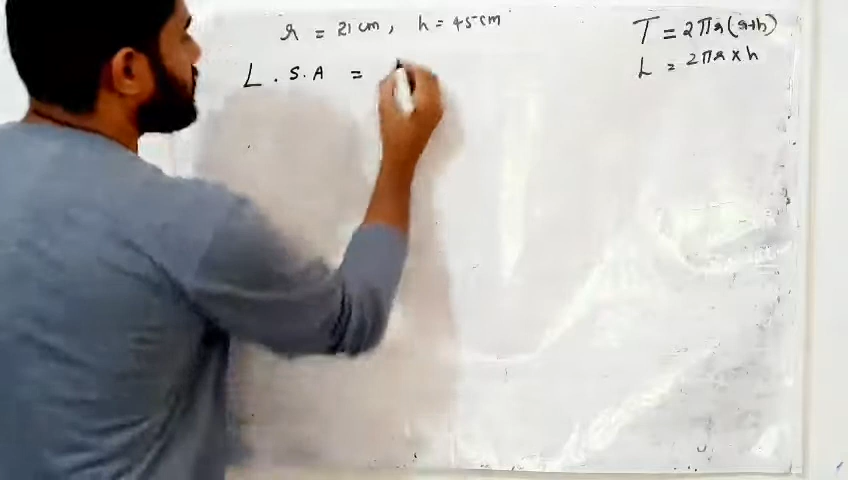 r = 21 cm, h = 45 cm
L.S.A =
T = 2πr(r+h)
L = 2πr×h